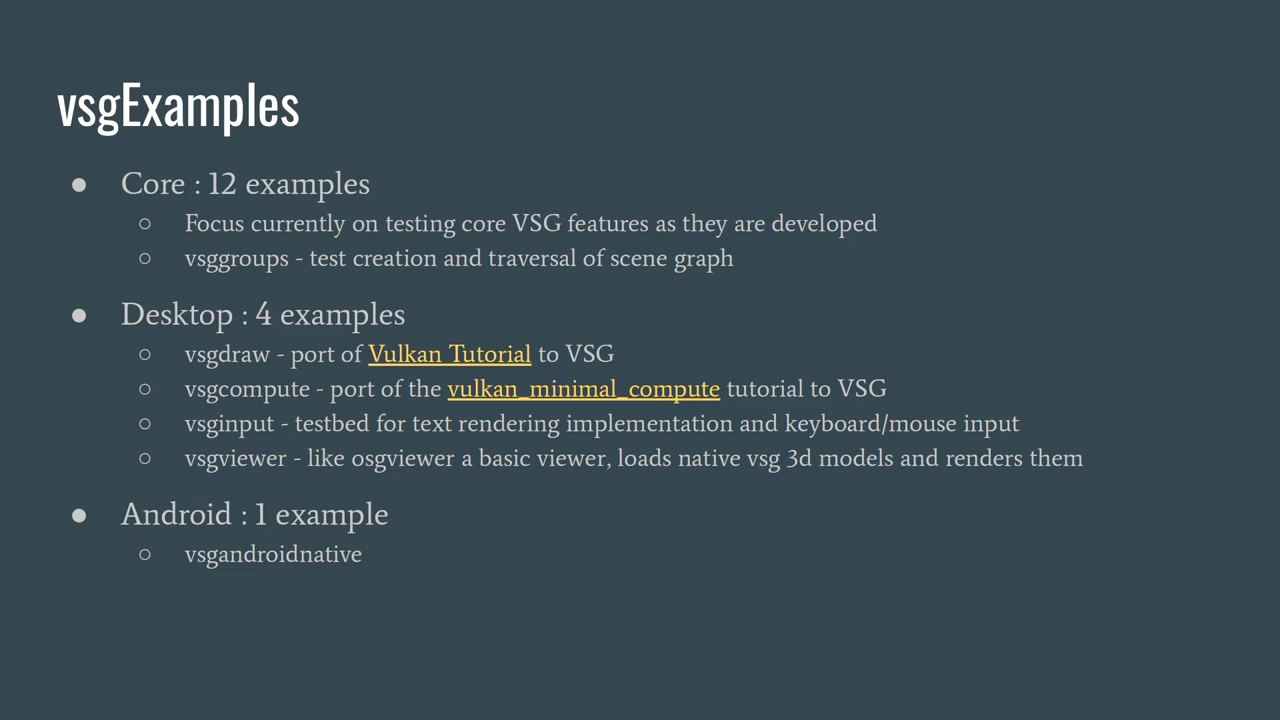 vsgExamples
● Core : 12 examples
○ Focus currently on testing core VSG features as they are developed
○ vsggroups - test creation and traversal of scene graph
● Desktop : 4 examples
○ vsgdraw - port of Vulkan Tutorial to VSG
○ vsgcompute - port of the vulkan_minimal_compute tutorial to VSG
○ vsginput - testbed for text rendering implementation and keyboard/mouse input
○ vsgviewer - like osgviewer a basic viewer, loads native vsg 3d models and renders them
● Android : 1 example
○ vsgandroidnative